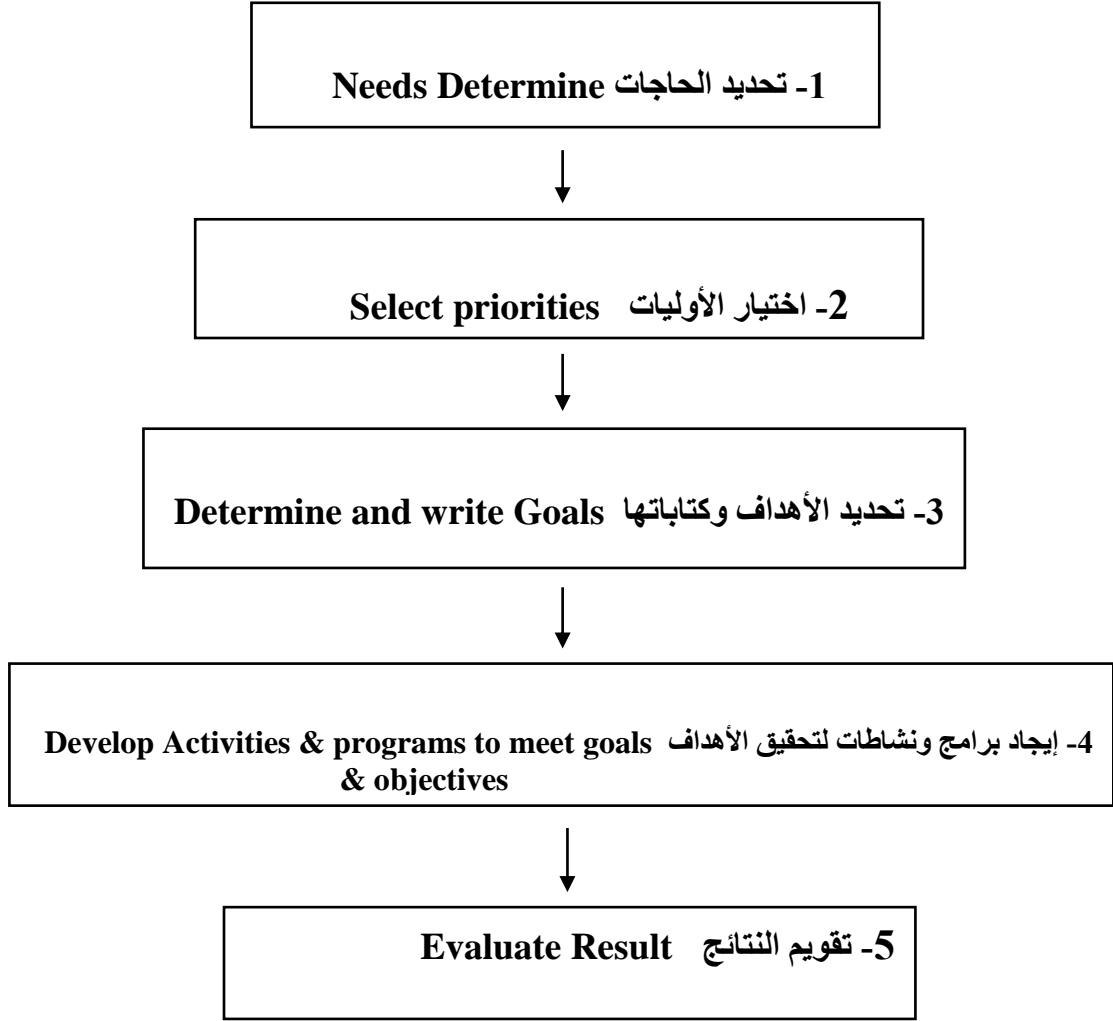 1- تحديد الحاجات Needs Determine
2- اختيار الأوليات Select priorities
3- تحديد الأهداف وكتاباتها Determine and write Goals
4- إيجاد برامج ونشاطات لتحقيق الأهداف Develop Activities & programs to meet goals
& objectives
5- تقويم النتائج Evaluate Result